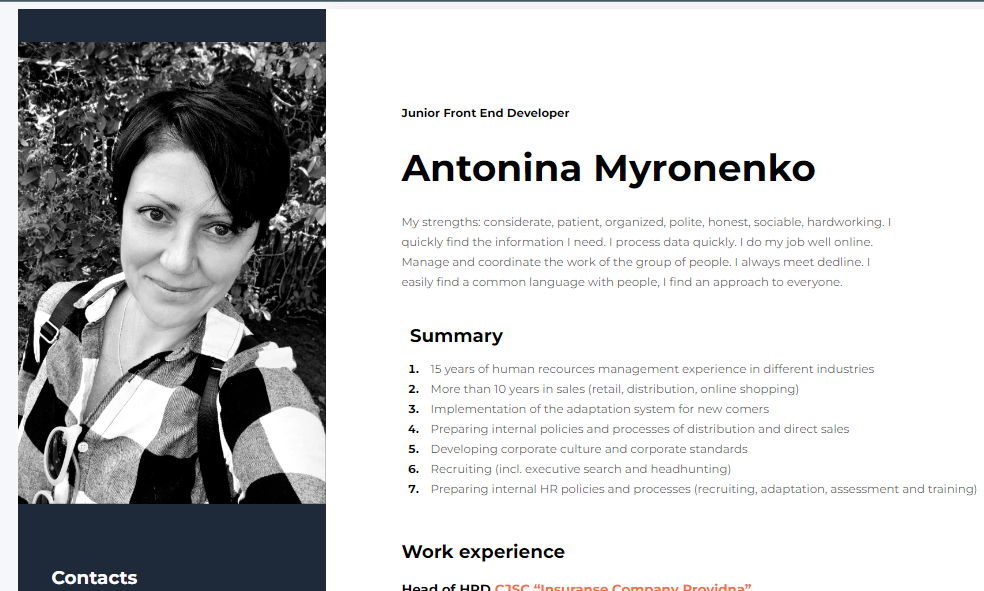 Junior Front End Developer
Antonina Myronenko
My strengths: considerate, patient, organized, polite, honest, sociable, hardworking. I
quickly find the information I need. I process data quickly. I do my job well online.
Manage and coordinate the work of the group of people. I always meet dedline. I
easily find a common language with people, I find an approach to everyone.
Summary
1. 15 years of human recources management experience in different industries
2. More than 10 years in sales (retail, distribution, online shopping)
3. Implementation of the adaptation system for new comers
4. Preparing internal policies and processes of distribution and direct sales
5. Developing corporate culture and corporate standards
6. Recruiting (incl. executive search and headhunting)
7. Preparing internal HR policies and processes (recruiting, adaptation, assessment and training)
Work experience
Head of HRD CJSC “Insuranse Company Providna”
Contacts